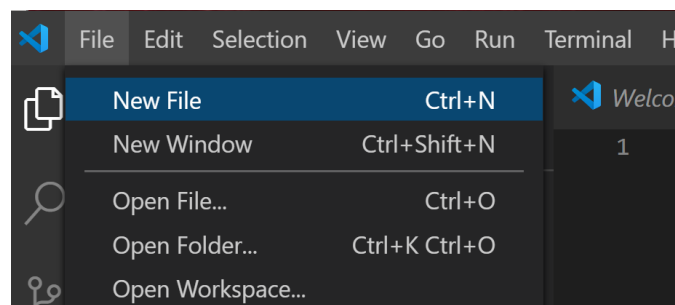 File Edit Selection View Go Run Terminal
New File Ctrl+N
Welco
New Window Ctrl+Shift+N
1
Open File... Ctrl+O
Open Folder... Ctrl+K Ctrl+O
Open Workspace...